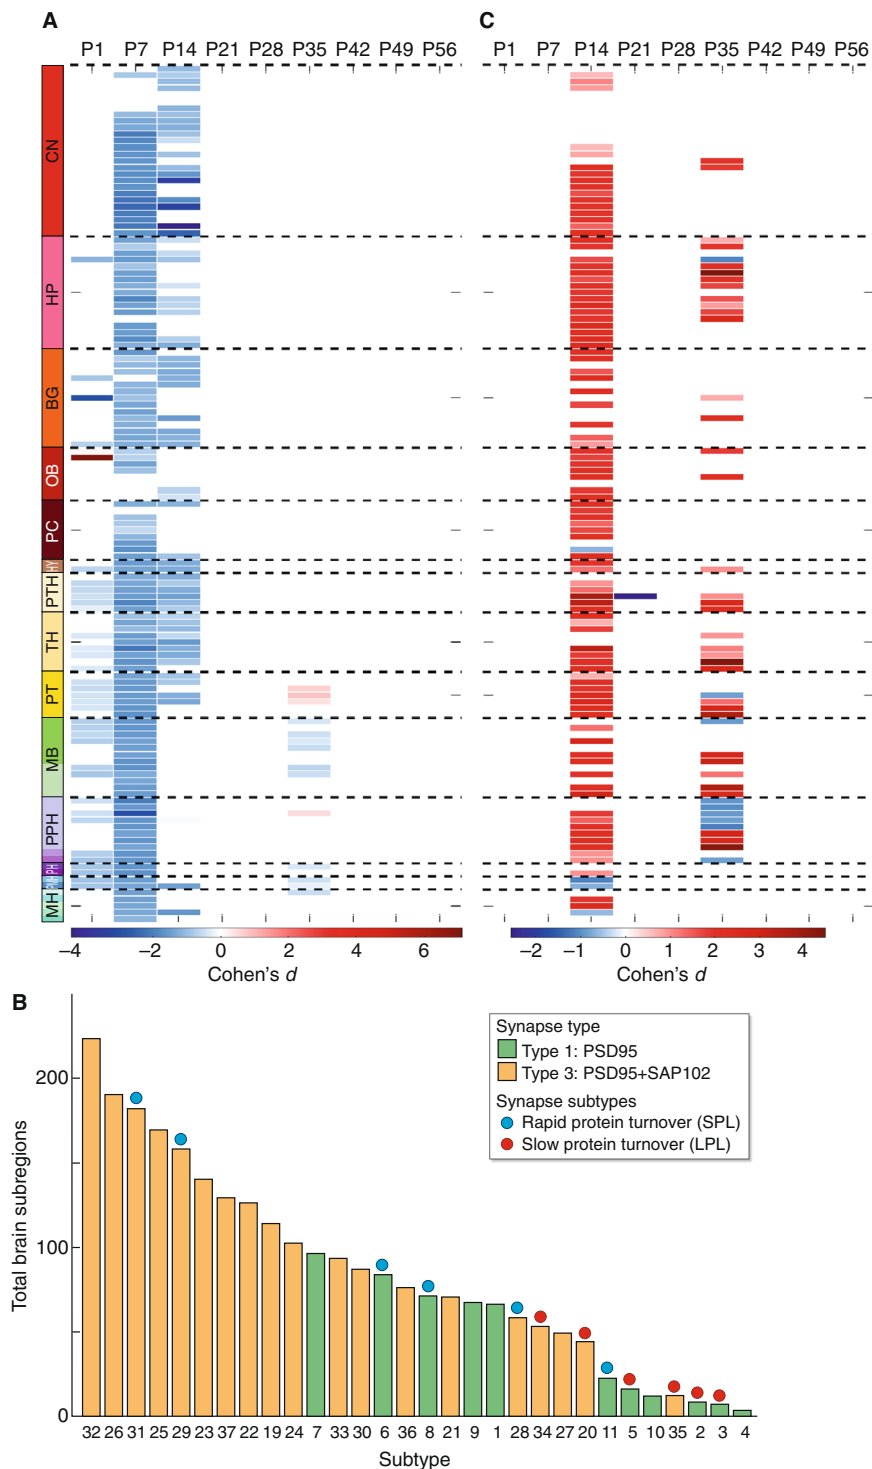 A
P1 P7 P14 P21 P28 P35 P42 P49 P56
CN
HP
BG
OB
PC
HY
PTH
TH
PT
MB
PPH
PH
MH
−4 −2 0 2 4 6
Cohen's d
C
P1 P7 P14 P21 P28 P35 P42 P49 P56
−2 −1 0 1 2 3 4
Cohen's d
B
Total brain subregions
200
100
0
Synapse type
Type 1: PSD95
Type 3: PSD95+SAP102
Synapse subtypes
Rapid protein turnover (SPL)
Slow protein turnover (LPL)
32 26 31 25 29 23 37 22 19 24 7 33 30 6 36 8 21 9 1 28 34 27 20 11 5 10 35 2 3 4
Subtype